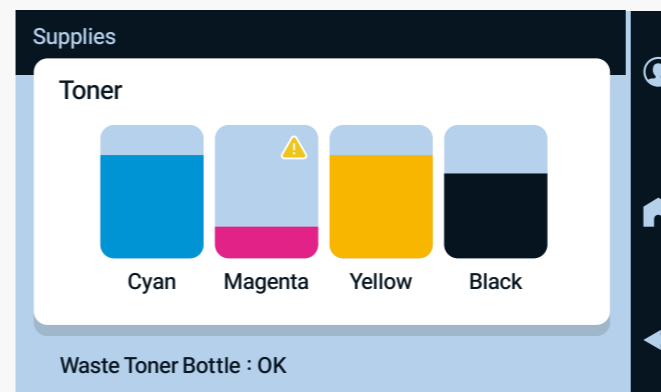 Supplies
Toner
Cyan Magenta Yellow Black
Waste Toner Bottle : OK